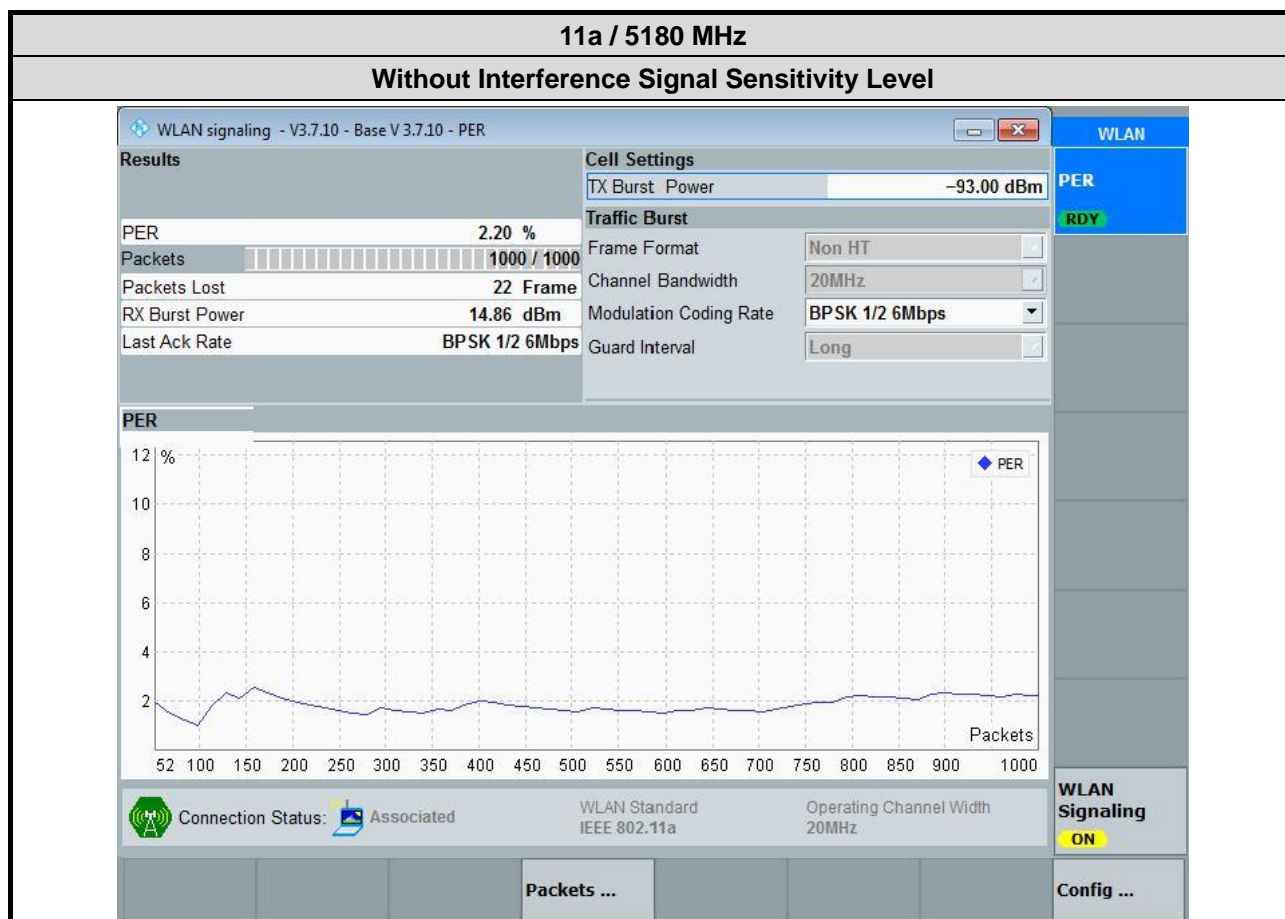 11a / 5180 MHz
Without Interference Signal Sensitivity Level
WLAN signaling - V3.7.10 - Base V 3.7.10 - PER
WLAN
Results
Cell Settings
TX Burst Power −93.00 dBm
PER
RDY
Traffic Burst
PER 2.20 %
Frame Format Non HT
Packets 1000 / 1000
Channel Bandwidth 20MHz
Packets Lost 22 Frame
Modulation Coding Rate BPSK 1/2 6Mbps
RX Burst Power 14.86 dBm
Guard Interval Long
Last Ack Rate BPSK 1/2 6Mbps
PER
12 %
PER
10
8
6
4
2
Packets
52 100 150 200 250 300 350 400 450 500 550 600 650 700 750 800 850 900 1000
Connection Status: Associated
WLAN Standard
IEEE 802.11a
Operating Channel Width
20MHz
WLAN
Signaling
ON
Packets ...
Config ...